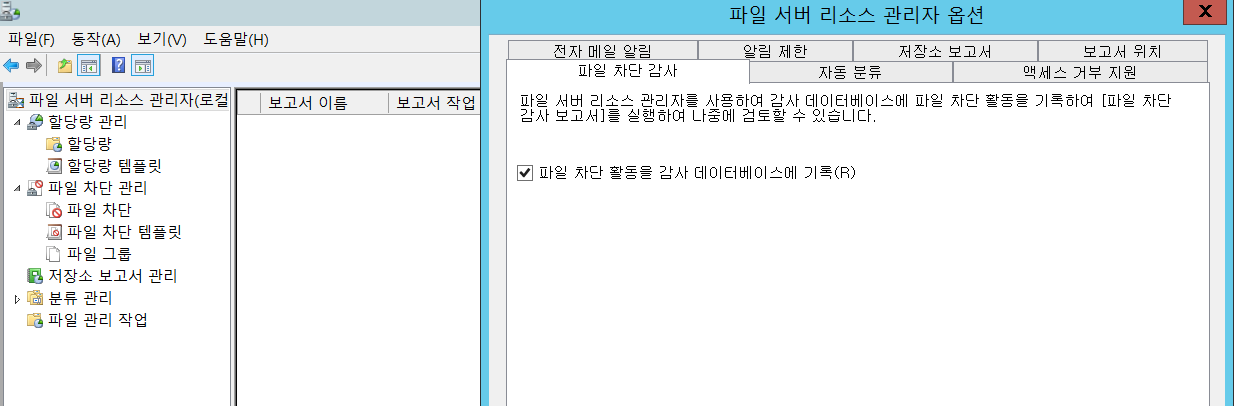 파일 서버 리소스 관리자 옵션
X
파일(F) 동작(A) 보기(V) 도움말(H)
파일 서버 리소스 관리자(로컬
할당량 관리
할당량
할당량 템플릿
파일 차단 관리
파일 차단
파일 차단 템플릿
파일 그룹
저장소 보고서 관리
분류 관리
파일 관리 작업
보고서 이름 보고서 작업
전자 메일 알림 알림 제한 저장소 보고서 보고서 위치
파일 차단 감사 자동 분류 액세스 거부 지원
파일 서버 리소스 관리자를 사용하여 감사 데이터베이스에 파일 차단 활동을 기록하여 [파일 차단
감사 보고서]를 실행하여 나중에 검토할 수 있습니다.
파일 차단 활동을 감사 데이터베이스에 기록(R)